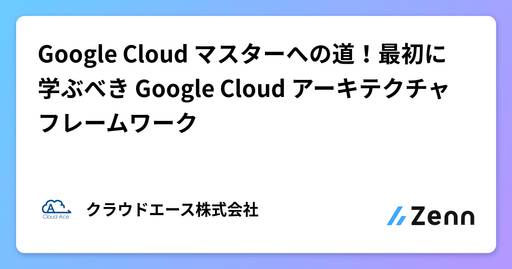 Google Cloud マスターへの道！最初に
学ぶべき Google Cloud アーキテクチャ
フレームワーク
A
Cloud Ace
クラウドエース株式会社
Zenn